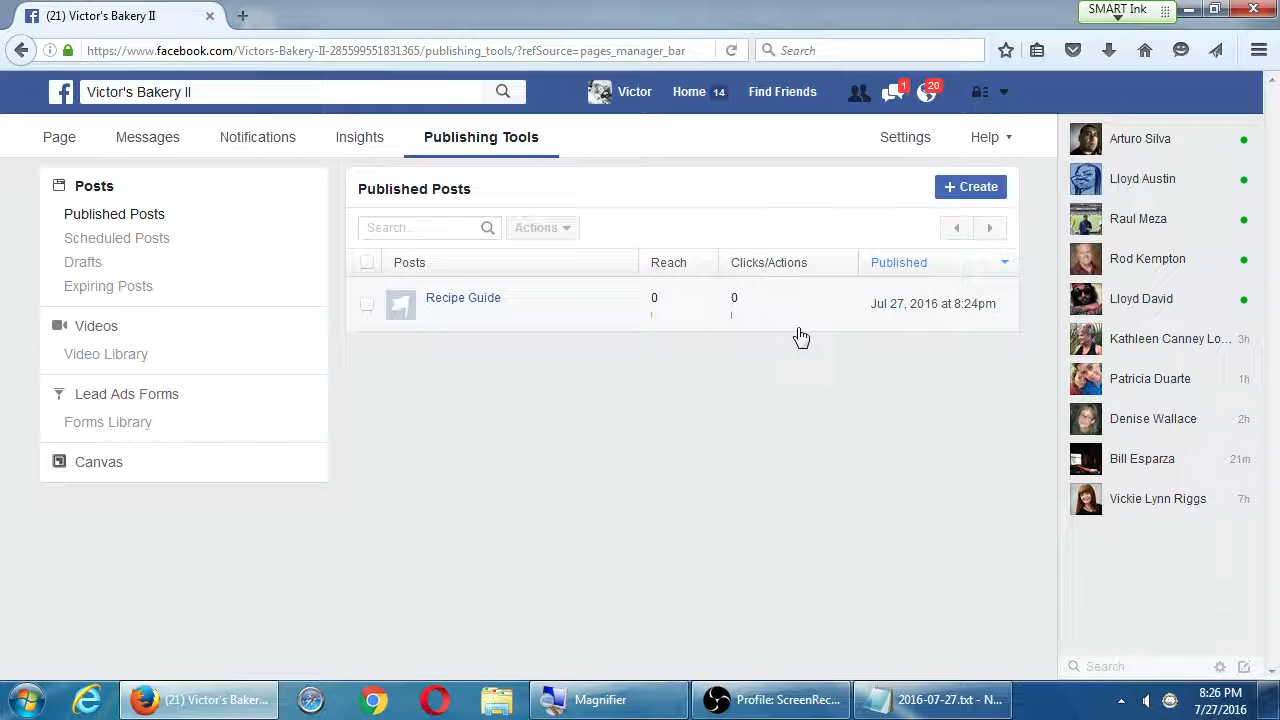 SMART Ink
(21) Victor's Bakery II
https://www.facebook.com/Victors-Bakery-II-285599551831365/publishing_tools/?refSource=pages_manager_bar
Search
Victor's Bakery II
Victor
Home 14
Find Friends
1
20
Page
Messages
Notifications
Insights
Publishing Tools
Settings
Help
Posts
Published Posts
Scheduled Posts
Drafts
Expiring Posts
Videos
Video Library
Lead Ads Forms
Forms Library
Canvas
Published Posts
+ Create
Search...
Actions
Posts
Reach
Clicks/Actions
Published
Recipe Guide
0
0
Jul 27, 2016 at 8:24pm
Arturo Silva
Lloyd Austin
Raul Meza
Rod Kempton
Lloyd David
Kathleen Canney Lo... 3h
Patricia Duarte 1h
Denise Wallace 2h
Bill Esparza 21m
Vickie Lynn Riggs 7h
Search
(21) Victor's Baker...
Magnifier
Profile: ScreenRec...
2016-07-27.txt - N...
8:26 PM
7/27/2016